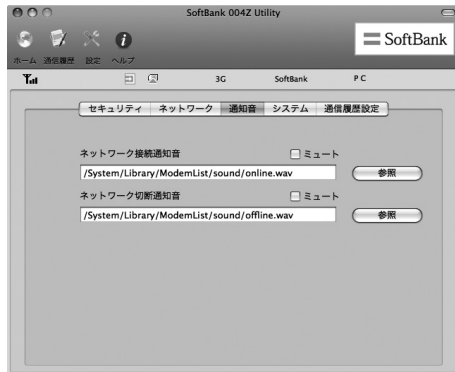 SoftBank 004Z Utility
ホーム 通信履歴 設定 ヘルプ
SoftBank
3G SoftBank PC
セキュリティ ネットワーク 通知音 システム 通信履歴設定
ネットワーク接続通知音 ミュート
/System/Library/ModemList/sound/online.wav 参照
ネットワーク切断通知音 ミュート
/System/Library/ModemList/sound/offline.wav 参照